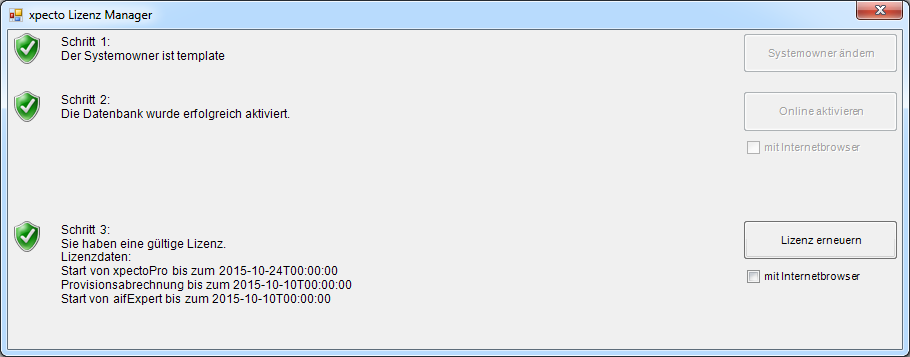 xpecto Lizenz Manager
Schritt 1:
Der Systemowner ist template
Systemowner ändern
Schritt 2:
Die Datenbank wurde erfolgreich aktiviert.
Online aktivieren
mit Internetbrowser
Schritt 3:
Sie haben eine gültige Lizenz.
Lizenzdaten:
Start von xpectoPro bis zum 2015-10-24T00:00:00
Provisionsabrechnung bis zum 2015-10-10T00:00:00
Start von aifExpert bis zum 2015-10-10T00:00:00
Lizenz erneuern
mit Internetbrowser